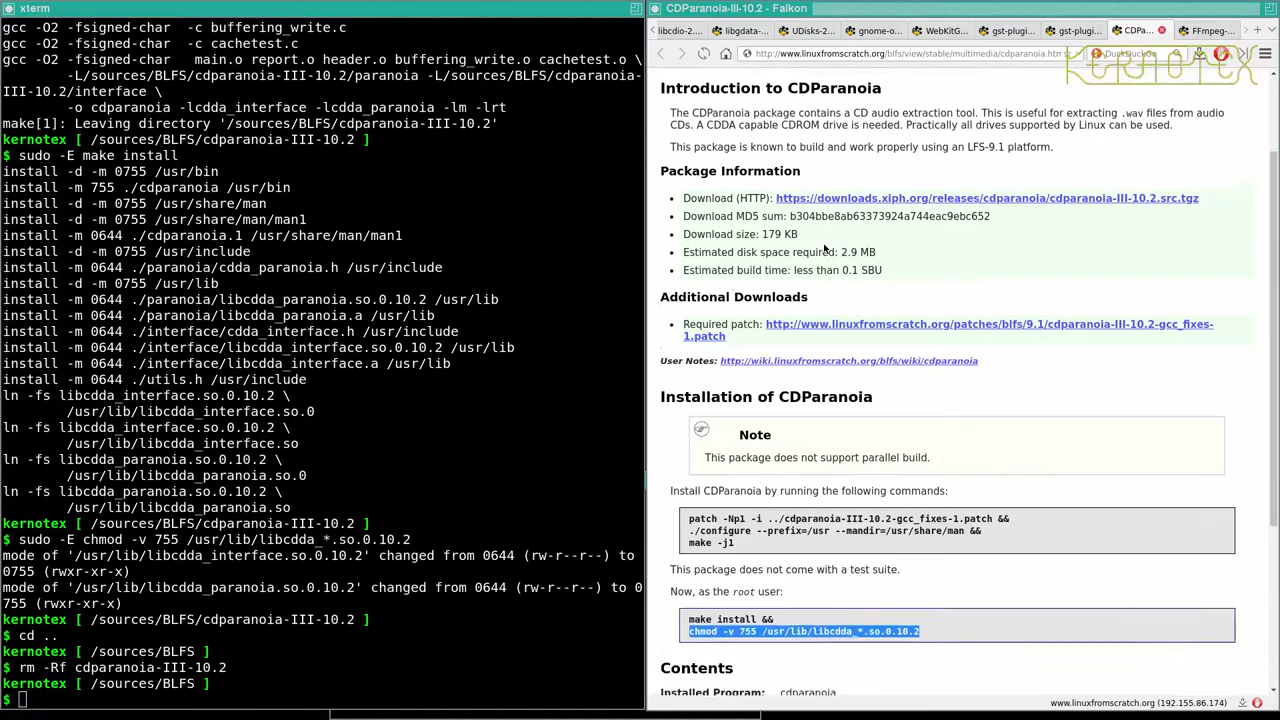 xterm
gcc -O2 -fsigned-char  -c buffering_write.c
gcc -O2 -fsigned-char  -c cachetest.c
gcc -O2 -fsigned-char   main.o report.o header.o buffering_write.o cachetest.o \
        -L/sources/BLFS/cdparanoia-III-10.2/paranoia -L/sources/BLFS/cdparanoia-
III-10.2/interface \
        -o cdparanoia -lcdda_interface -lcdda_paranoia -lm -lrt
make[1]: Leaving directory '/sources/BLFS/cdparanoia-III-10.2'
kernotex [ /sources/BLFS/cdparanoia-III-10.2 ]
$ sudo -E make install
install -d -m 0755 /usr/bin
install -m 755 ./cdparanoia /usr/bin
install -d -m 0755 /usr/share/man
install -d -m 0755 /usr/share/man/man1
install -m 0644 ./cdparanoia.1 /usr/share/man/man1
install -d -m 0755 /usr/include
install -m 0644 ./paranoia/cdda_paranoia.h /usr/include
install -d -m 0755 /usr/lib
install -m 0644 ./paranoia/libcdda_paranoia.so.0.10.2 /usr/lib
install -m 0644 ./paranoia/libcdda_paranoia.a /usr/lib
install -m 0644 ./interface/cdda_interface.h /usr/include
install -m 0644 ./interface/libcdda_interface.so.0.10.2 /usr/lib
install -m 0644 ./interface/libcdda_interface.a /usr/lib
install -m 0644 ./utils.h /usr/include
ln -fs libcdda_interface.so.0.10.2 \
        /usr/lib/libcdda_interface.so.0
ln -fs libcdda_interface.so.0.10.2 \
        /usr/lib/libcdda_interface.so
ln -fs libcdda_paranoia.so.0.10.2 \
        /usr/lib/libcdda_paranoia.so.0
ln -fs libcdda_paranoia.so.0.10.2 \
        /usr/lib/libcdda_paranoia.so
kernotex [ /sources/BLFS/cdparanoia-III-10.2 ]
$ sudo -E chmod -v 755 /usr/lib/libcdda_*.so.0.10.2
mode of '/usr/lib/libcdda_interface.so.0.10.2' changed from 0644 (rw-r--r--) to
0755 (rwxr-xr-x)
mode of '/usr/lib/libcdda_paranoia.so.0.10.2' changed from 0644 (rw-r--r--) to 0
755 (rwxr-xr-x)
kernotex [ /sources/BLFS/cdparanoia-III-10.2 ]
$ cd ..
kernotex [ /sources/BLFS ]
$ rm -Rf cdparanoia-III-10.2
kernotex [ /sources/BLFS ]
$
CDParanoia-III-10.2 - Falkon
libcdio-2.... libgdata-... UDisks-2... gnome-o... WebKitG... gst-plugi... gst-plugi... CDPa... FFmpeg-...
http://www.linuxfromscratch.org/blfs/view/stable/multimedia/cdparanoia.htm
KERNOTEX
Introduction to CDParanoia
The CDParanoia package contains a CD audio extraction tool. This is useful for extracting .wav files from audio
CDs. A CDDA capable CDROM drive is needed. Practically all drives supported by Linux can be used.
This package is known to build and work properly using an LFS-9.1 platform.
Package Information
• Download (HTTP): https://downloads.xiph.org/releases/cdparanoia/cdparanoia-III-10.2.src.tgz
• Download MD5 sum: b304bbe8ab63373924a744eac9ebc652
• Download size: 179 KB
• Estimated disk space required: 2.9 MB
• Estimated build time: less than 0.1 SBU
Additional Downloads
• Required patch: http://www.linuxfromscratch.org/patches/blfs/9.1/cdparanoia-III-10.2-gcc_fixes-
1.patch
User Notes: http://wiki.linuxfromscratch.org/blfs/wiki/cdparanoia
Installation of CDParanoia
Note
This package does not support parallel build.
Install CDParanoia by running the following commands:
patch -Np1 -i ../cdparanoia-III-10.2-gcc_fixes-1.patch &&
./configure --prefix=/usr --mandir=/usr/share/man &&
make -j1
This package does not come with a test suite.
Now, as the root user:
make install &&
chmod -v 755 /usr/lib/libcdda_*.so.0.10.2
Contents
Installed Program: cdparanoia
www.linuxfromscratch.org (192.155.86.174)